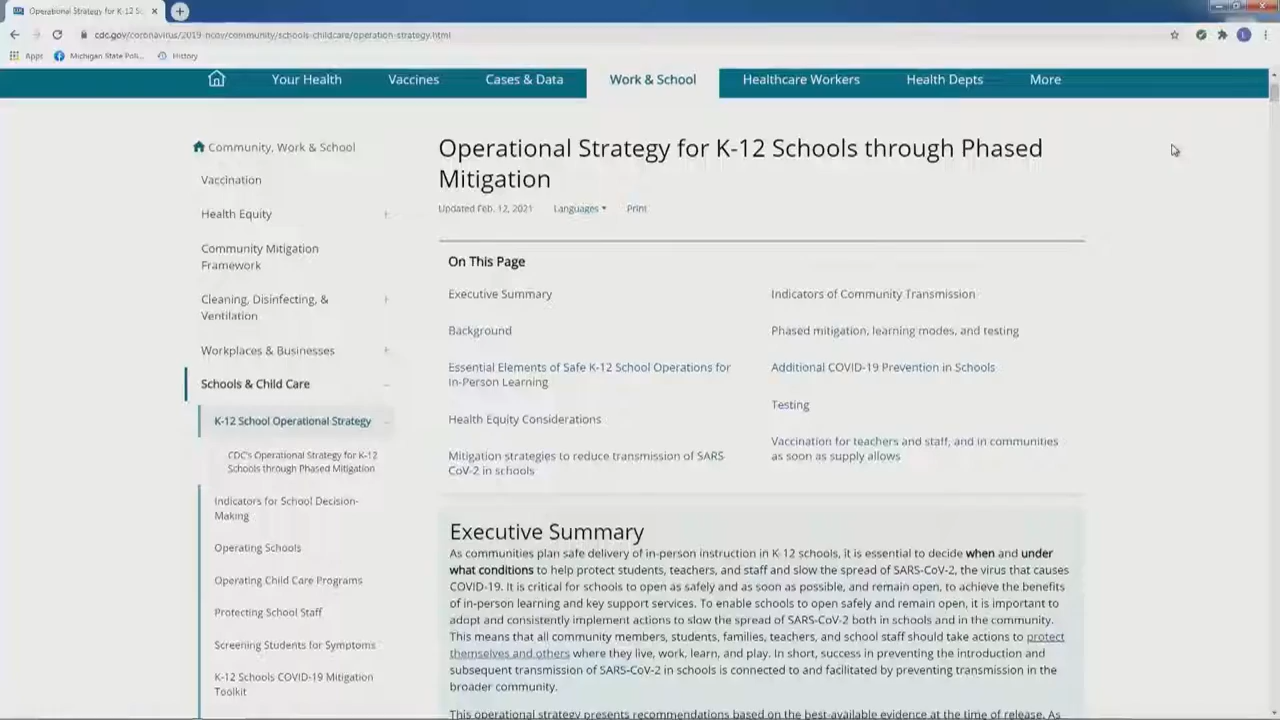 Operational Strategy for K-12 S
cdc.gov/coronavirus/2019-ncov/community/schools-childcare/operation-strategy.html
Apps Michigan State Poli... History
Your Health Vaccines Cases & Data Work & School Healthcare Workers Health Depts More
Community, Work & School
Vaccination
Health Equity
Community Mitigation
Framework
Cleaning, Disinfecting, &
Ventilation
Workplaces & Businesses
Schools & Child Care
K-12 School Operational Strategy
CDC's Operational Strategy for K-12
Schools through Phased Mitigation
Indicators for School Decision-
Making
Operating Schools
Operating Child Care Programs
Protecting School Staff
Screening Students for Symptoms
K-12 Schools COVID-19 Mitigation
Toolkit
Operational Strategy for K-12 Schools through Phased
Mitigation
Updated Feb. 12, 2021 Languages Print
On This Page
Executive Summary
Background
Essential Elements of Safe K-12 School Operations for
In-Person Learning
Health Equity Considerations
Mitigation strategies to reduce transmission of SARS-
CoV-2 in schools
Indicators of Community Transmission
Phased mitigation, learning modes, and testing
Additional COVID-19 Prevention in Schools
Testing
Vaccination for teachers and staff, and in communities
as soon as supply allows
Executive Summary
As communities plan safe delivery of in-person instruction in K-12 schools, it is essential to decide when and under
what conditions to help protect students, teachers, and staff and slow the spread of SARS-CoV-2, the virus that causes
COVID-19. It is critical for schools to open as safely and as soon as possible, and remain open, to achieve the benefits
of in-person learning and key support services. To enable schools to open safely and remain open, it is important to
adopt and consistently implement actions to slow the spread of SARS-CoV-2 both in schools and in the community.
This means that all community members, students, families, teachers, and school staff should take actions to protect
themselves and others where they live, work, learn, and play. In short, success in preventing the introduction and
subsequent transmission of SARS-CoV-2 in schools is connected to and facilitated by preventing transmission in the
broader community.
This operational strategy presents recommendations based on the best-available evidence at the time of release. As